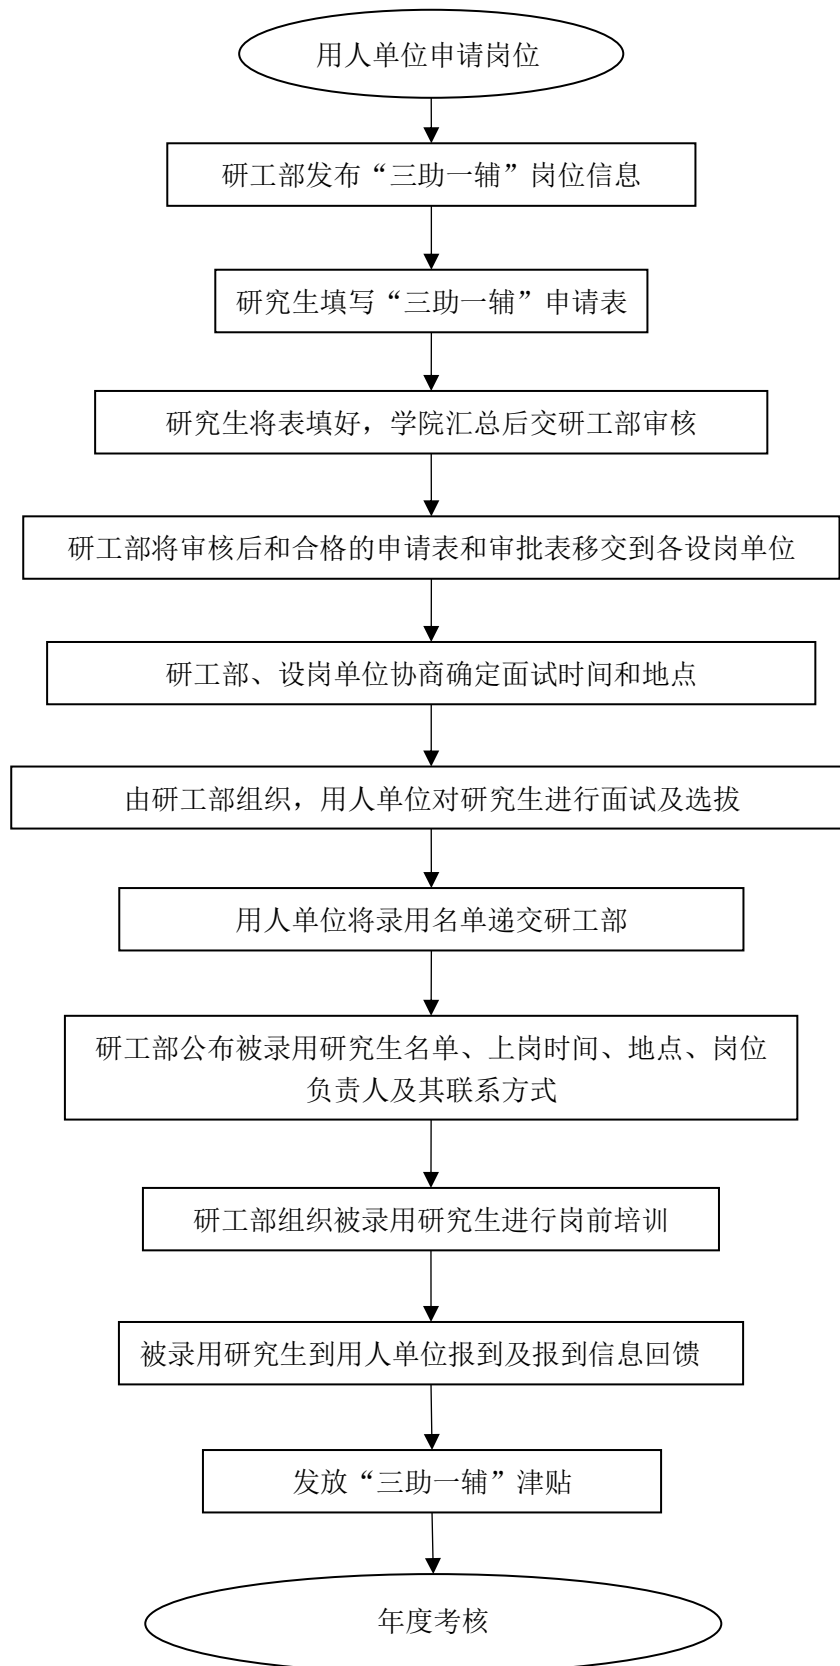 用人单位申请岗位
研工部发布“三助一辅”岗位信息
研究生填写“三助一辅”申请表
研究生将表填好，学院汇总后交研工部审核
研工部将审核后和合格的申请表和审批表移交到各设岗单位
研工部、设岗单位协商确定面试时间和地点
由研工部组织，用人单位对研究生进行面试及选拔
用人单位将录用名单递交研工部
研工部公布被录用研究生名单、上岗时间、地点、岗位
负责人及其联系方式
研工部组织被录用研究生进行岗前培训
被录用研究生到用人单位报到及报到信息回馈
发放“三助一辅”津贴
年度考核